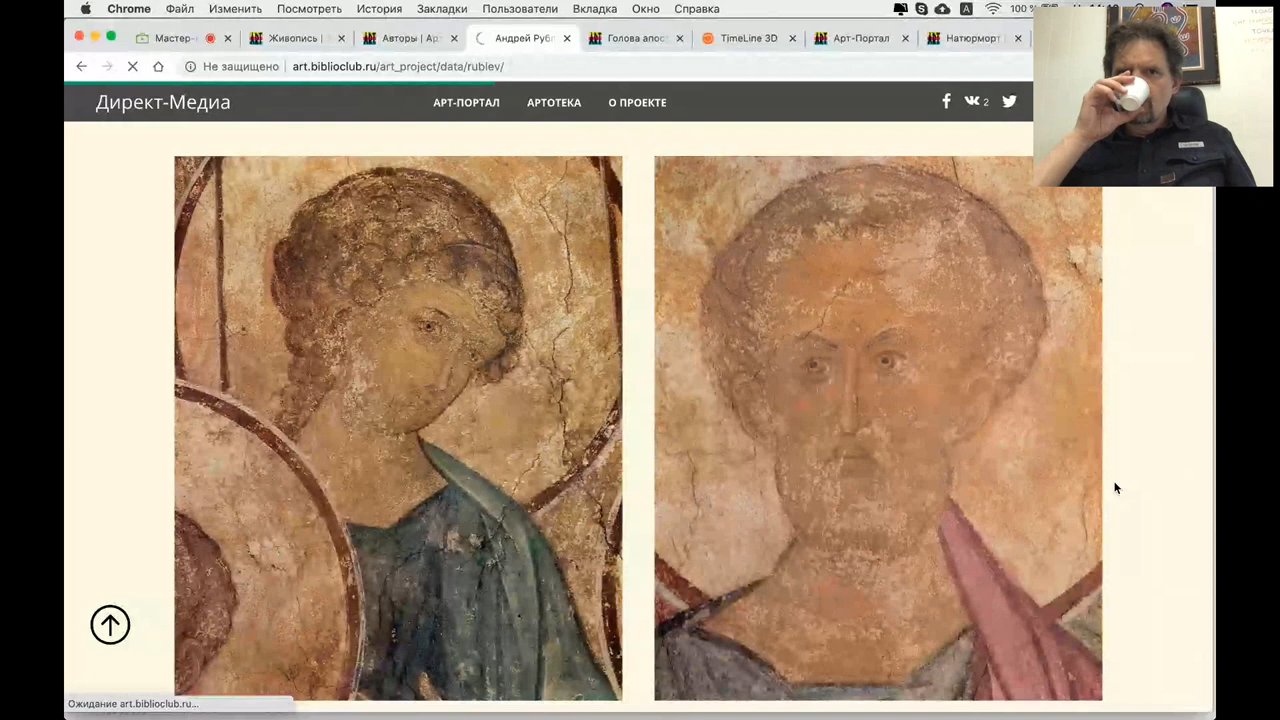 Chrome Файл Изменить Посмотреть История Закладки Пользователи Вкладка Окно Справка 100
Мастер- Живопись | Авторы | Ар Андрей Рубл Голова апос TimeLine 3D Арт-Портал Натюрморт
Не защищено art.biblioclub.ru/art_project/data/rublev/
Директ-Медиа АРТ-ПОРТАЛ АРТОТЕКА О ПРОЕКТЕ 2
Ожидание art.biblioclub.ru...